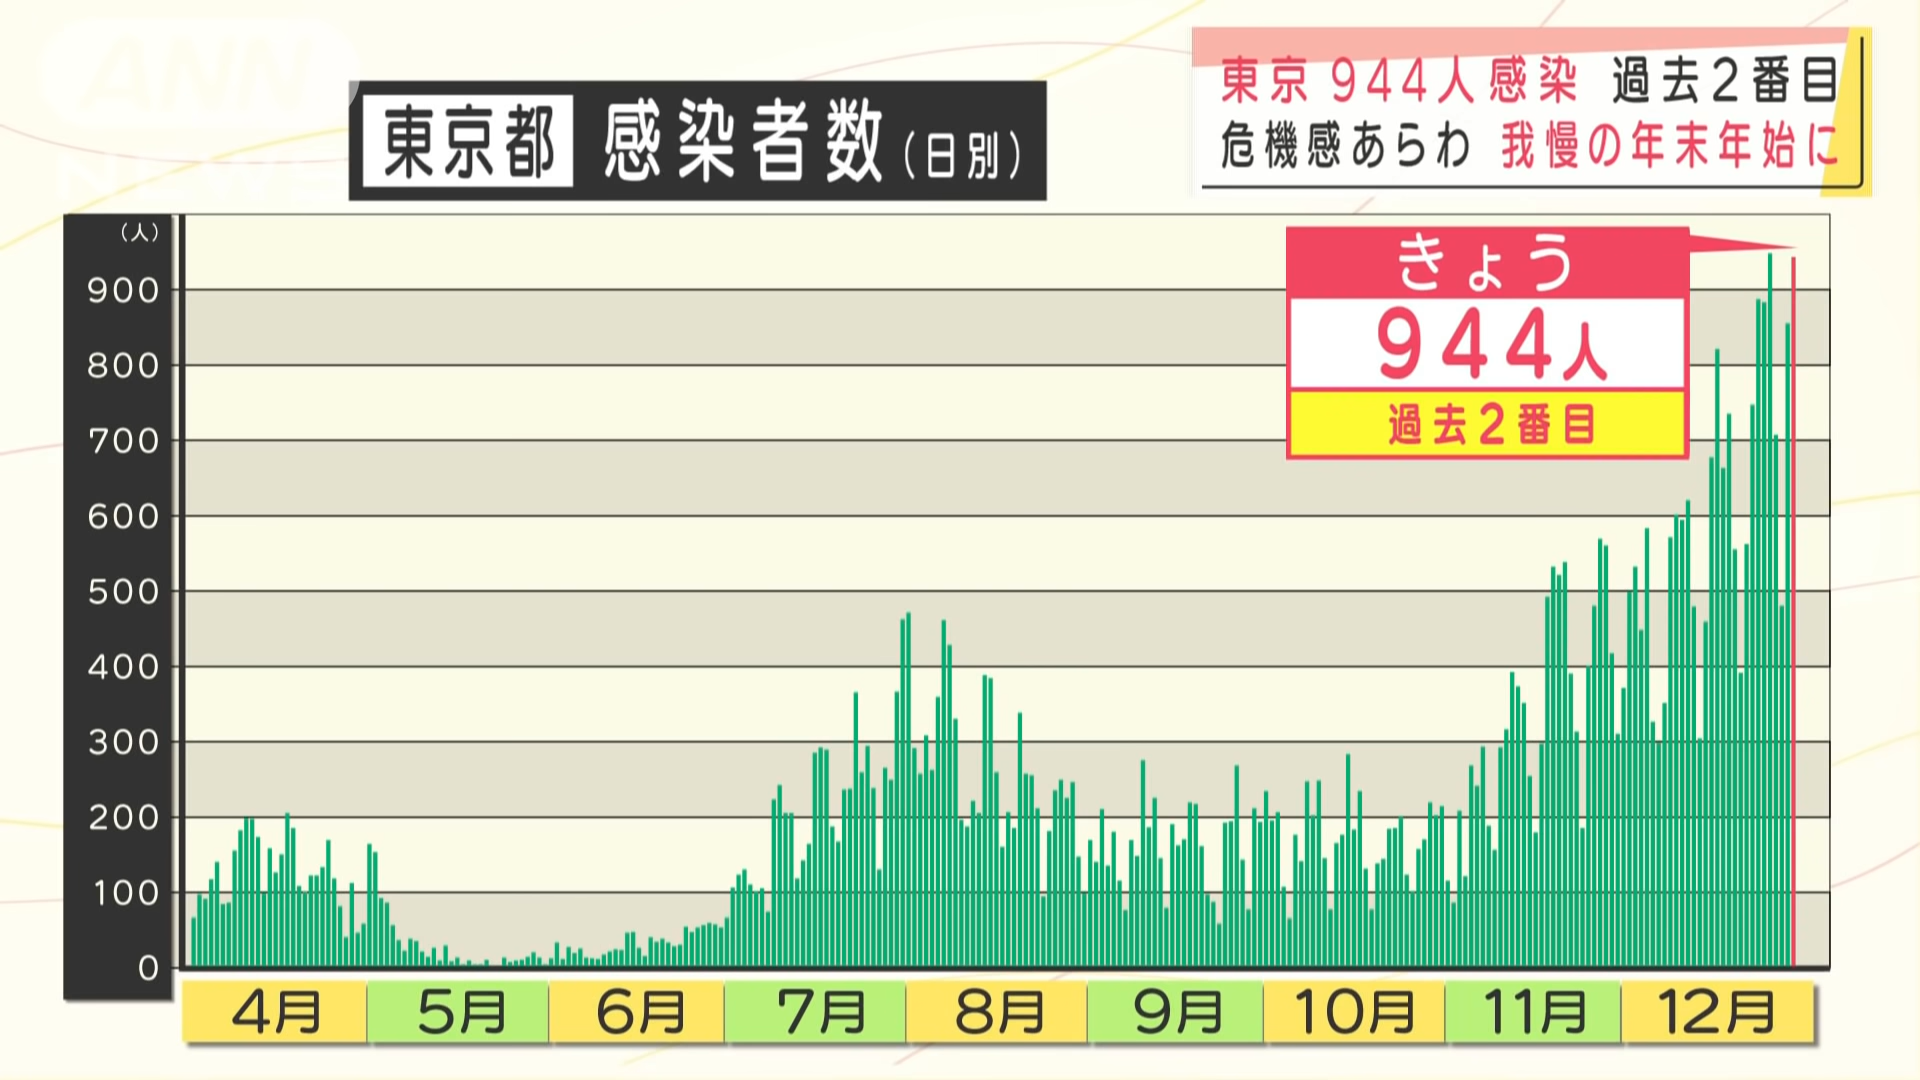 ANN
NEWS
東京 944人感染 過去2番目
危機感あらわ 我慢の年末年始に
東京都 感染者数(日別)
(人)
きょう
944人
過去2番目
900
800
700
600
500
400
300
200
100
0
4月 5月 6月 7月 8月 9月 10月 11月 12月